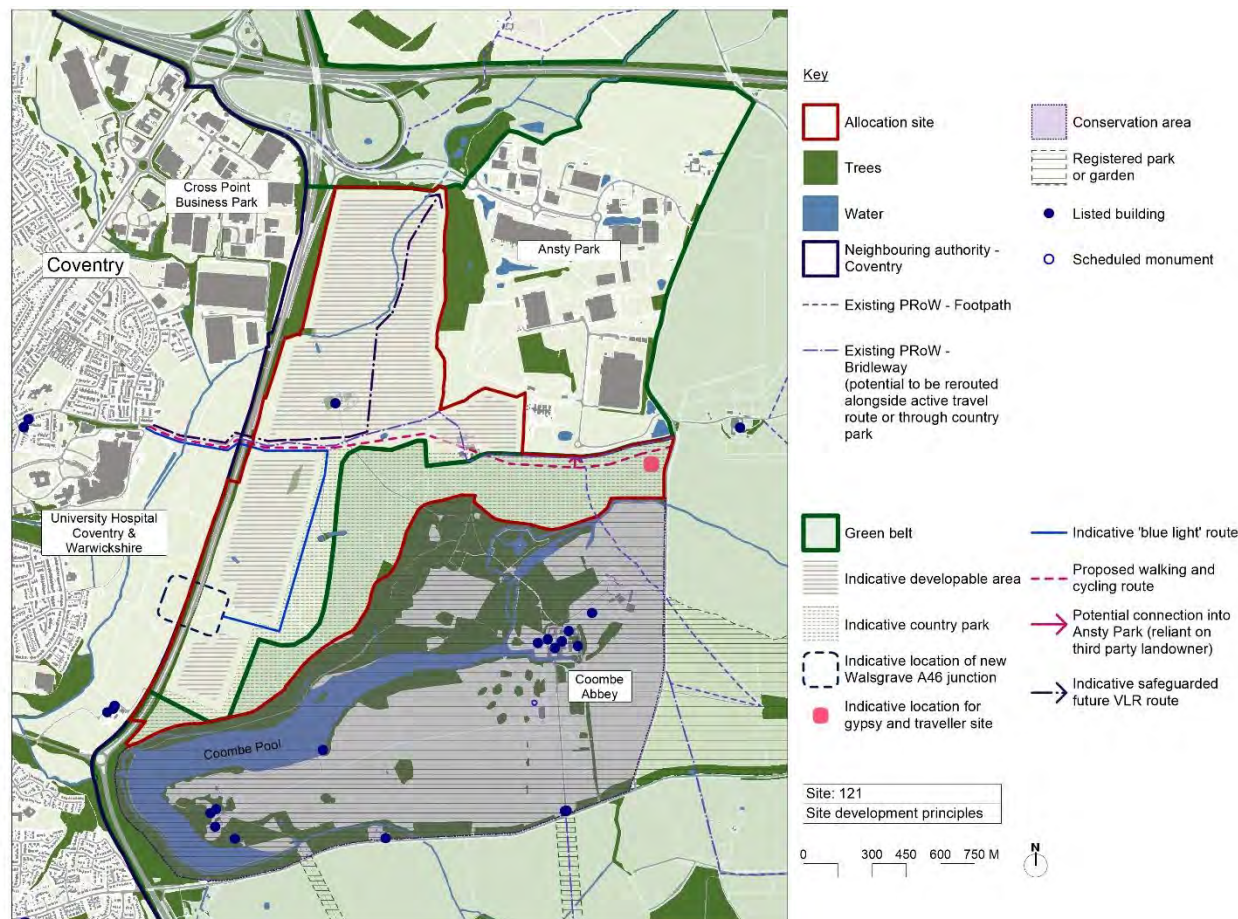 Cross Point
Business Park
Coventry
Ansty Park
University Hospital
Coventry &
Warwickshire
Coombe
Abbey
Coombe Pool
Key
Allocation site
Trees
Water
Neighbouring authority -
Coventry
Existing PRoW - Footpath
Existing PRoW -
Bridleway
(potential to be rerouted
alongside active travel
route or through country
park
Conservation area
Registered park
or garden
Listed building
Scheduled monument
Green belt
Indicative developable area
Indicative country park
Indicative location of new
Walsgrave A46 junction
Indicative location for
gypsy and traveller site
Indicative 'blue light' route
Proposed walking and
cycling route
Potential connection into
Ansty Park (reliant on
third party landowner)
Indicative safeguarded
future VLR route
Site: 121
Site development principles
0 300 450 600 750 M
N